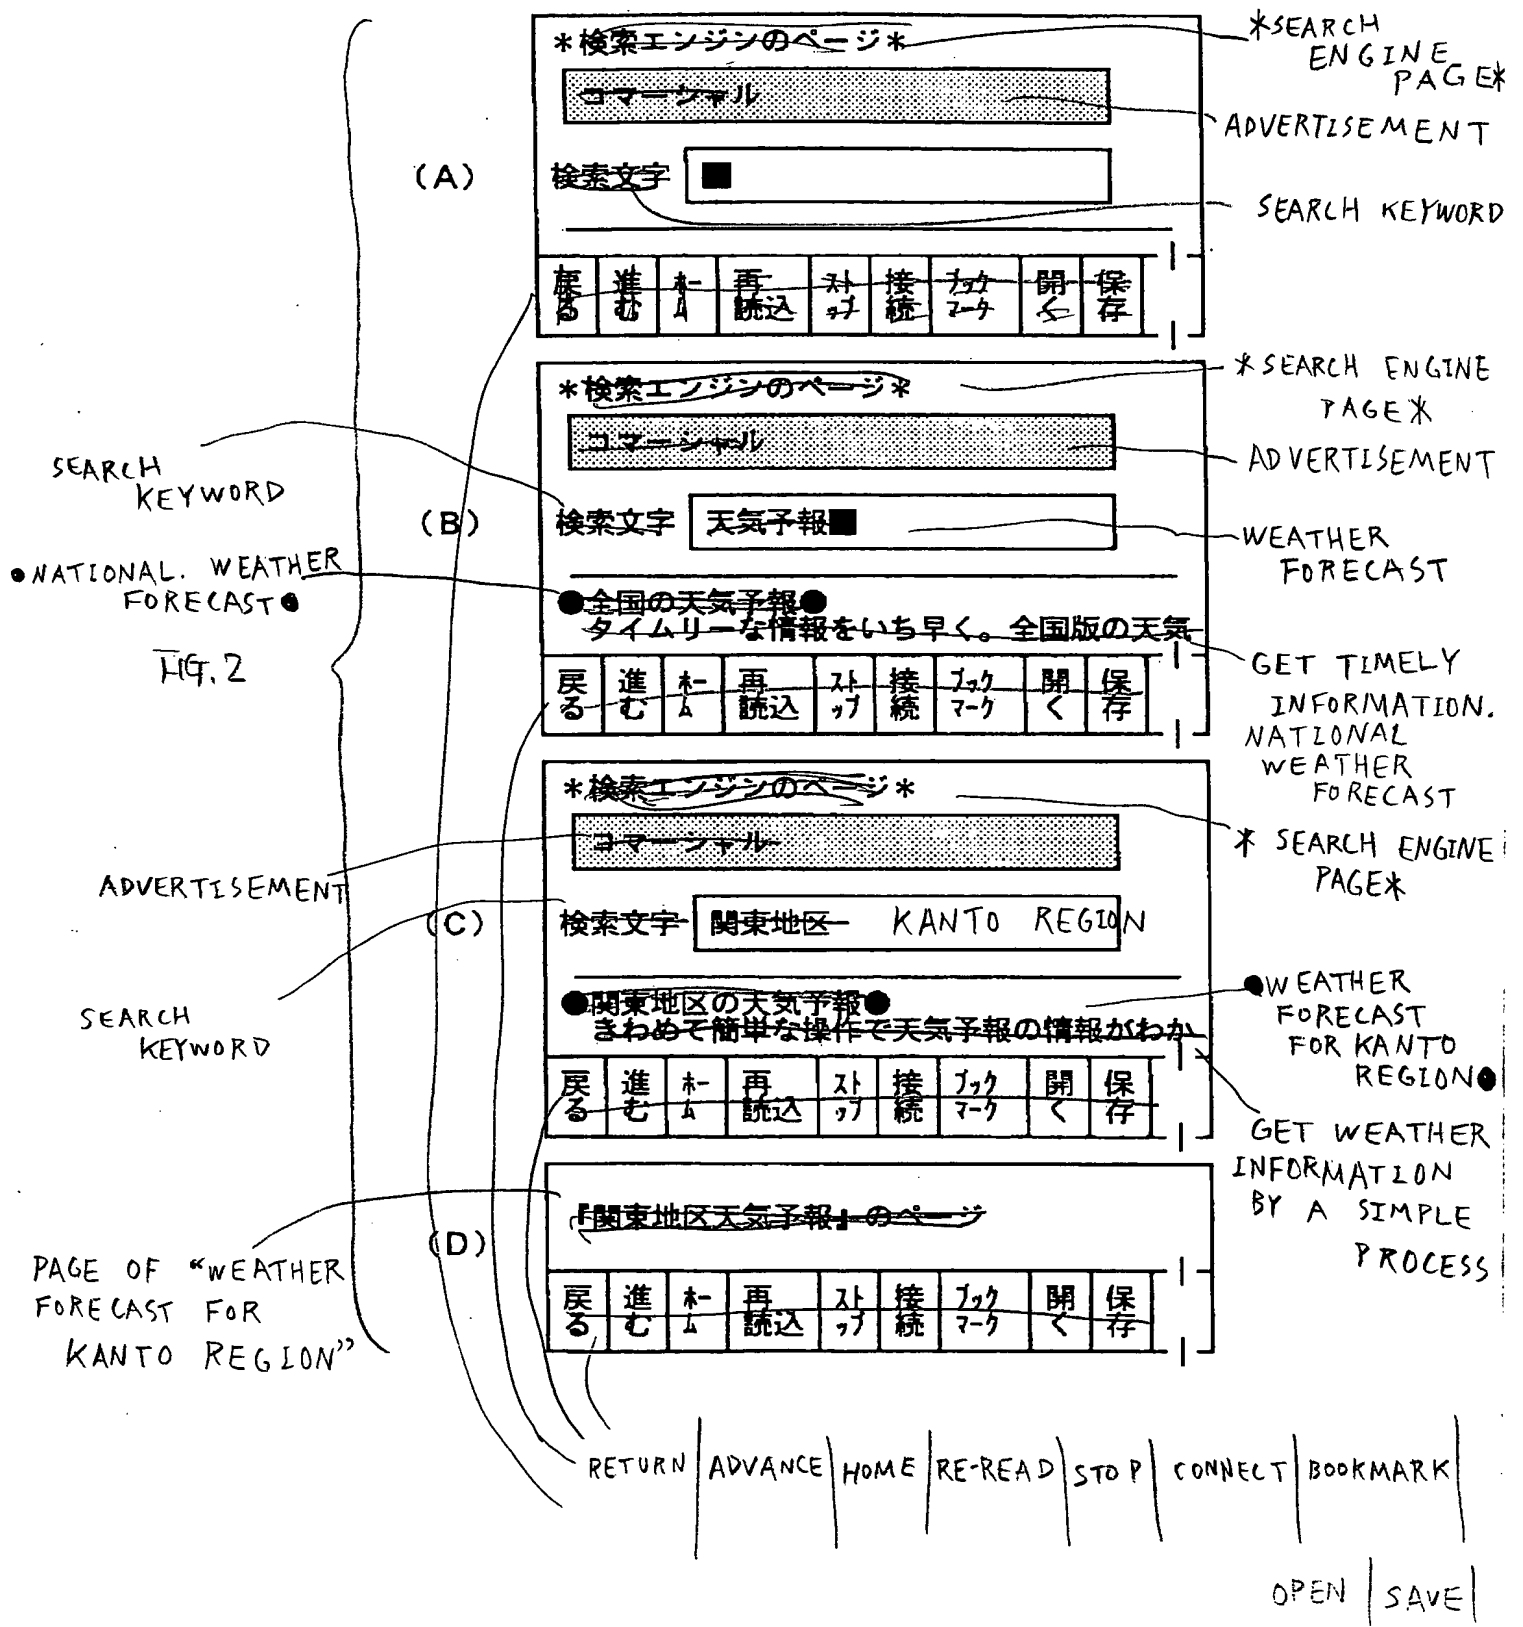 *検索エンジンのページ*
*SEARCH
ENGINE
PAGE*
コマーシャル
ADVERTISEMENT
(A)
検索文字
SEARCH KEYWORD
戻る 進む ホーム 再読込 ストップ 接続 ブックマーク 開く 保存
*検索エンジンのページ*
*SEARCH ENGINE
PAGE*
コマーシャル
ADVERTISEMENT
SEARCH
KEYWORD
(B)
検索文字 天気予報
WEATHER
FORECAST
●NATIONAL. WEATHER
FORECAST●
●全国の天気予報●
タイムリーな情報をいち早く。全国版の天気
FIG. 2
GET TIMELY
INFORMATION.
NATIONAL
WEATHER
FORECAST
戻る 進む ホーム 再読込 ストップ 接続 ブックマーク 開く 保存
*検索エンジンのページ*
* SEARCH ENGINE
PAGE*
コマーシャル
ADVERTISEMENT
(C)
検索文字 関東地区 KANTO REGION
SEARCH
KEYWORD
●関東地区の天気予報●
きわめて簡単な操作で天気予報の情報がわか
●WEATHER
FORECAST
FOR KANTO
REGION●
GET WEATHER
INFORMATION
BY A SIMPLE
PROCESS
戻る 進む ホーム 再読込 ストップ 接続 ブックマーク 開く 保存
(D)
『関東地区天気予報』のページ
PAGE OF “WEATHER
FORECAST FOR
KANTO REGION”
戻る 進む ホーム 再読込 ストップ 接続 ブックマーク 開く 保存
RETURN ADVANCE HOME RE-READ STOP CONNECT BOOKMARK
OPEN SAVE